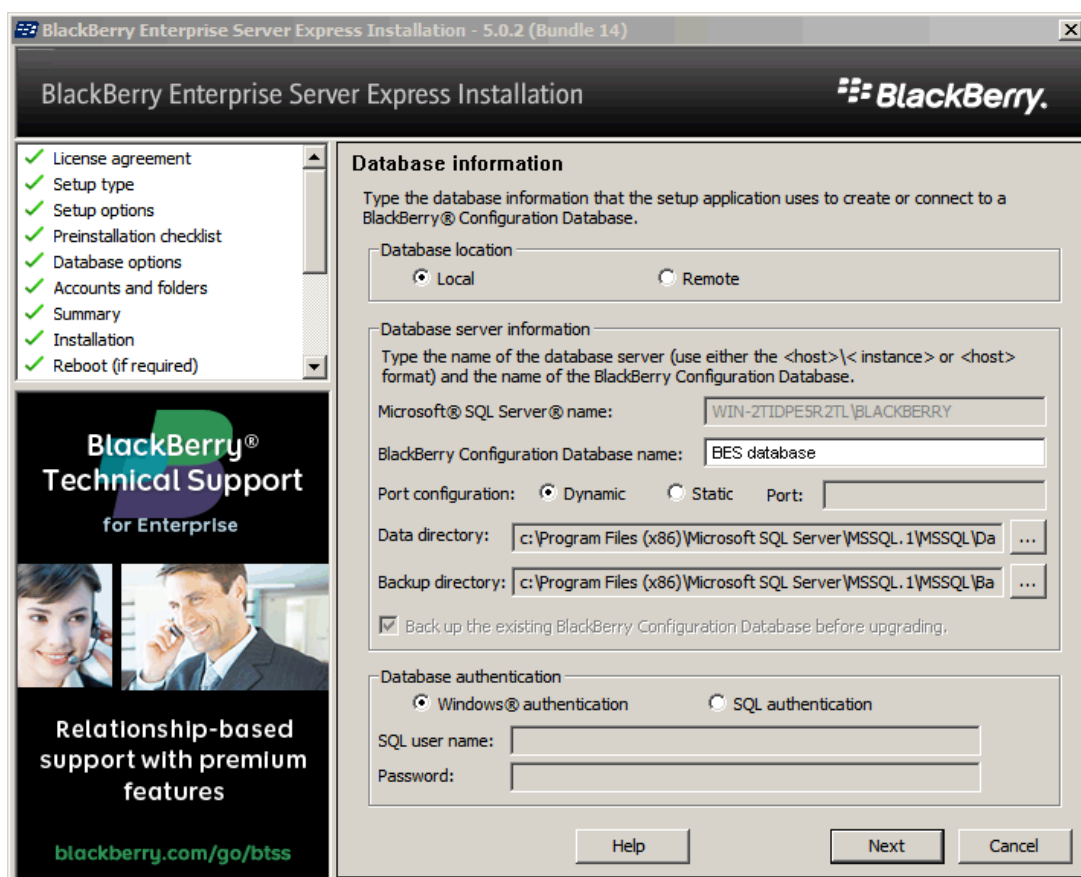 BlackBerry Enterprise Server Express Installation - 5.0.2 (Bundle 14)
BlackBerry Enterprise Server Express Installation
BlackBerry.
License agreement
Setup type
Setup options
Preinstallation checklist
Database options
Accounts and folders
Summary
Installation
Reboot (if required)
BlackBerry®
Technical Support
for Enterprise
Relationship-based
support with premium
features
blackberry.com/go/btss
Database information
Type the database information that the setup application uses to create or connect to a
BlackBerry® Configuration Database.
Database location
Local Remote
Database server information
Type the name of the database server (use either the <host>\< instance> or <host>
format) and the name of the BlackBerry Configuration Database.
Microsoft® SQL Server® name: WIN-2TIDPE5R2TL\BLACKBERRY
BlackBerry Configuration Database name: BES database
Port configuration: Dynamic Static Port:
Data directory: c:\Program Files (x86)\Microsoft SQL Server\MSSQL.1\MSSQL\Da ...
Backup directory: c:\Program Files (x86)\Microsoft SQL Server\MSSQL.1\MSSQL\Ba ...
Back up the existing BlackBerry Configuration Database before upgrading.
Database authentication
Windows® authentication SQL authentication
SQL user name:
Password:
Help Next Cancel